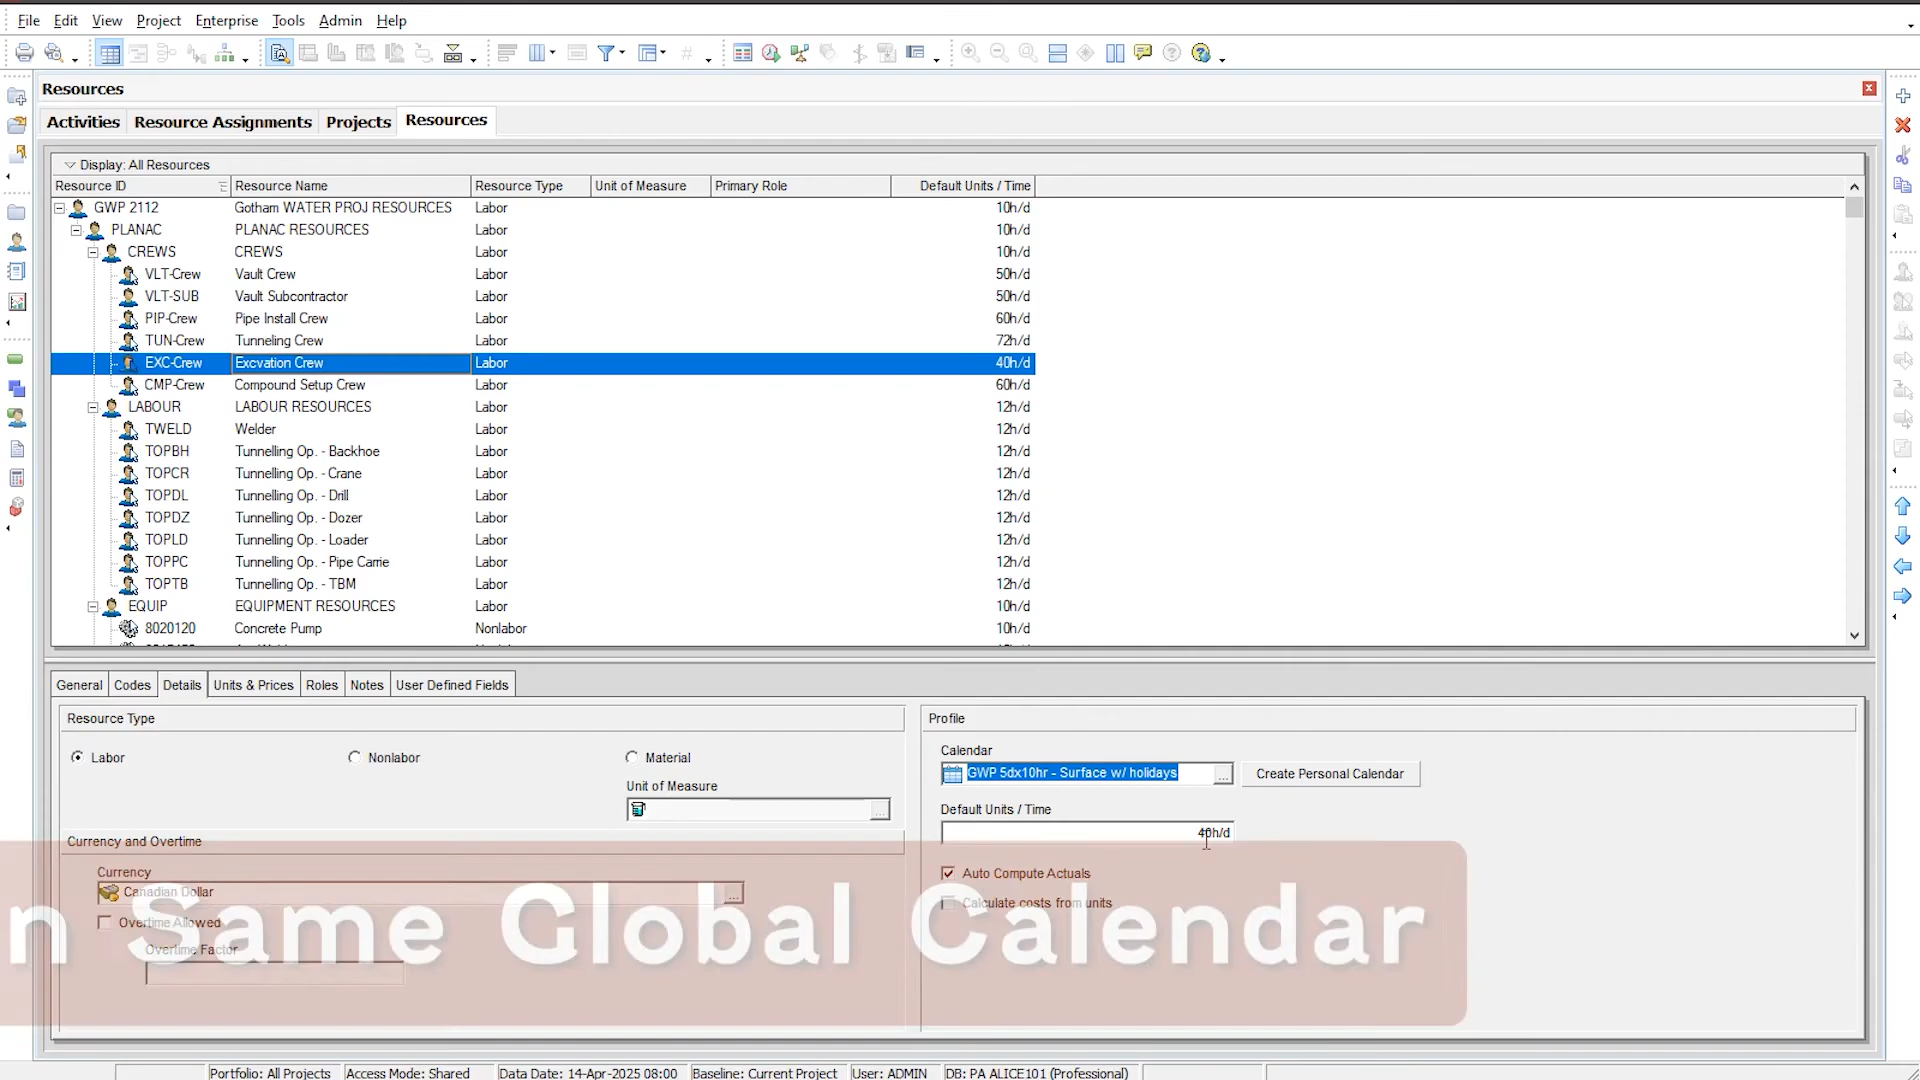 File Edit View Project Enterprise Tools Admin Help
Resources
Activities Resource Assignments Projects Resources
Display: All Resources
Resource ID Resource Name Resource Type Unit of Measure Primary Role Default Units / Time
GWP 2112 Gotham WATER PROJ RESOURCES Labor 10h/d
PLANAC PLANAC RESOURCES Labor 10h/d
CREWS CREWS Labor 10h/d
VLT-Crew Vault Crew Labor 50h/d
VLT-SUB Vault Subcontractor Labor 50h/d
PIP-Crew Pipe Install Crew Labor 60h/d
TUN-Crew Tunneling Crew Labor 72h/d
EXC-Crew Excvation Crew Labor 40h/d
CMP-Crew Compound Setup Crew Labor 60h/d
LABOUR LABOUR RESOURCES Labor 12h/d
TWELD Welder Labor 12h/d
TOPBH Tunnelling Op. - Backhoe Labor 12h/d
TOPCR Tunnelling Op. - Crane Labor 12h/d
TOPDL Tunnelling Op. - Drill Labor 12h/d
TOPDZ Tunnelling Op. - Dozer Labor 12h/d
TOPLD Tunnelling Op. - Loader Labor 12h/d
TOPPC Tunnelling Op. - Pipe Carrie Labor 12h/d
TOPTB Tunnelling Op. - TBM Labor 12h/d
EQUIP EQUIPMENT RESOURCES Labor 10h/d
8020120 Concrete Pump Nonlabor 10h/d
General Codes Details Units & Prices Roles Notes User Defined Fields
Resource Type
Labor Nonlabor Material
Unit of Measure
Profile
Calendar
GWP 5dx10hr - Surface w/ holidays ... Create Personal Calendar
Default Units / Time
40h/d
Auto Compute Actuals
Calculate costs from units
Currency and Overtime
Currency
Canadian Dollar
Overtime Allowed
Overtime Factor
n Same Global Calendar
Portfolio: All Projects Access Mode: Shared Data Date: 14-Apr-2025 08:00 Baseline: Current Project User: ADMIN DB: PA ALICE101 (Professional)